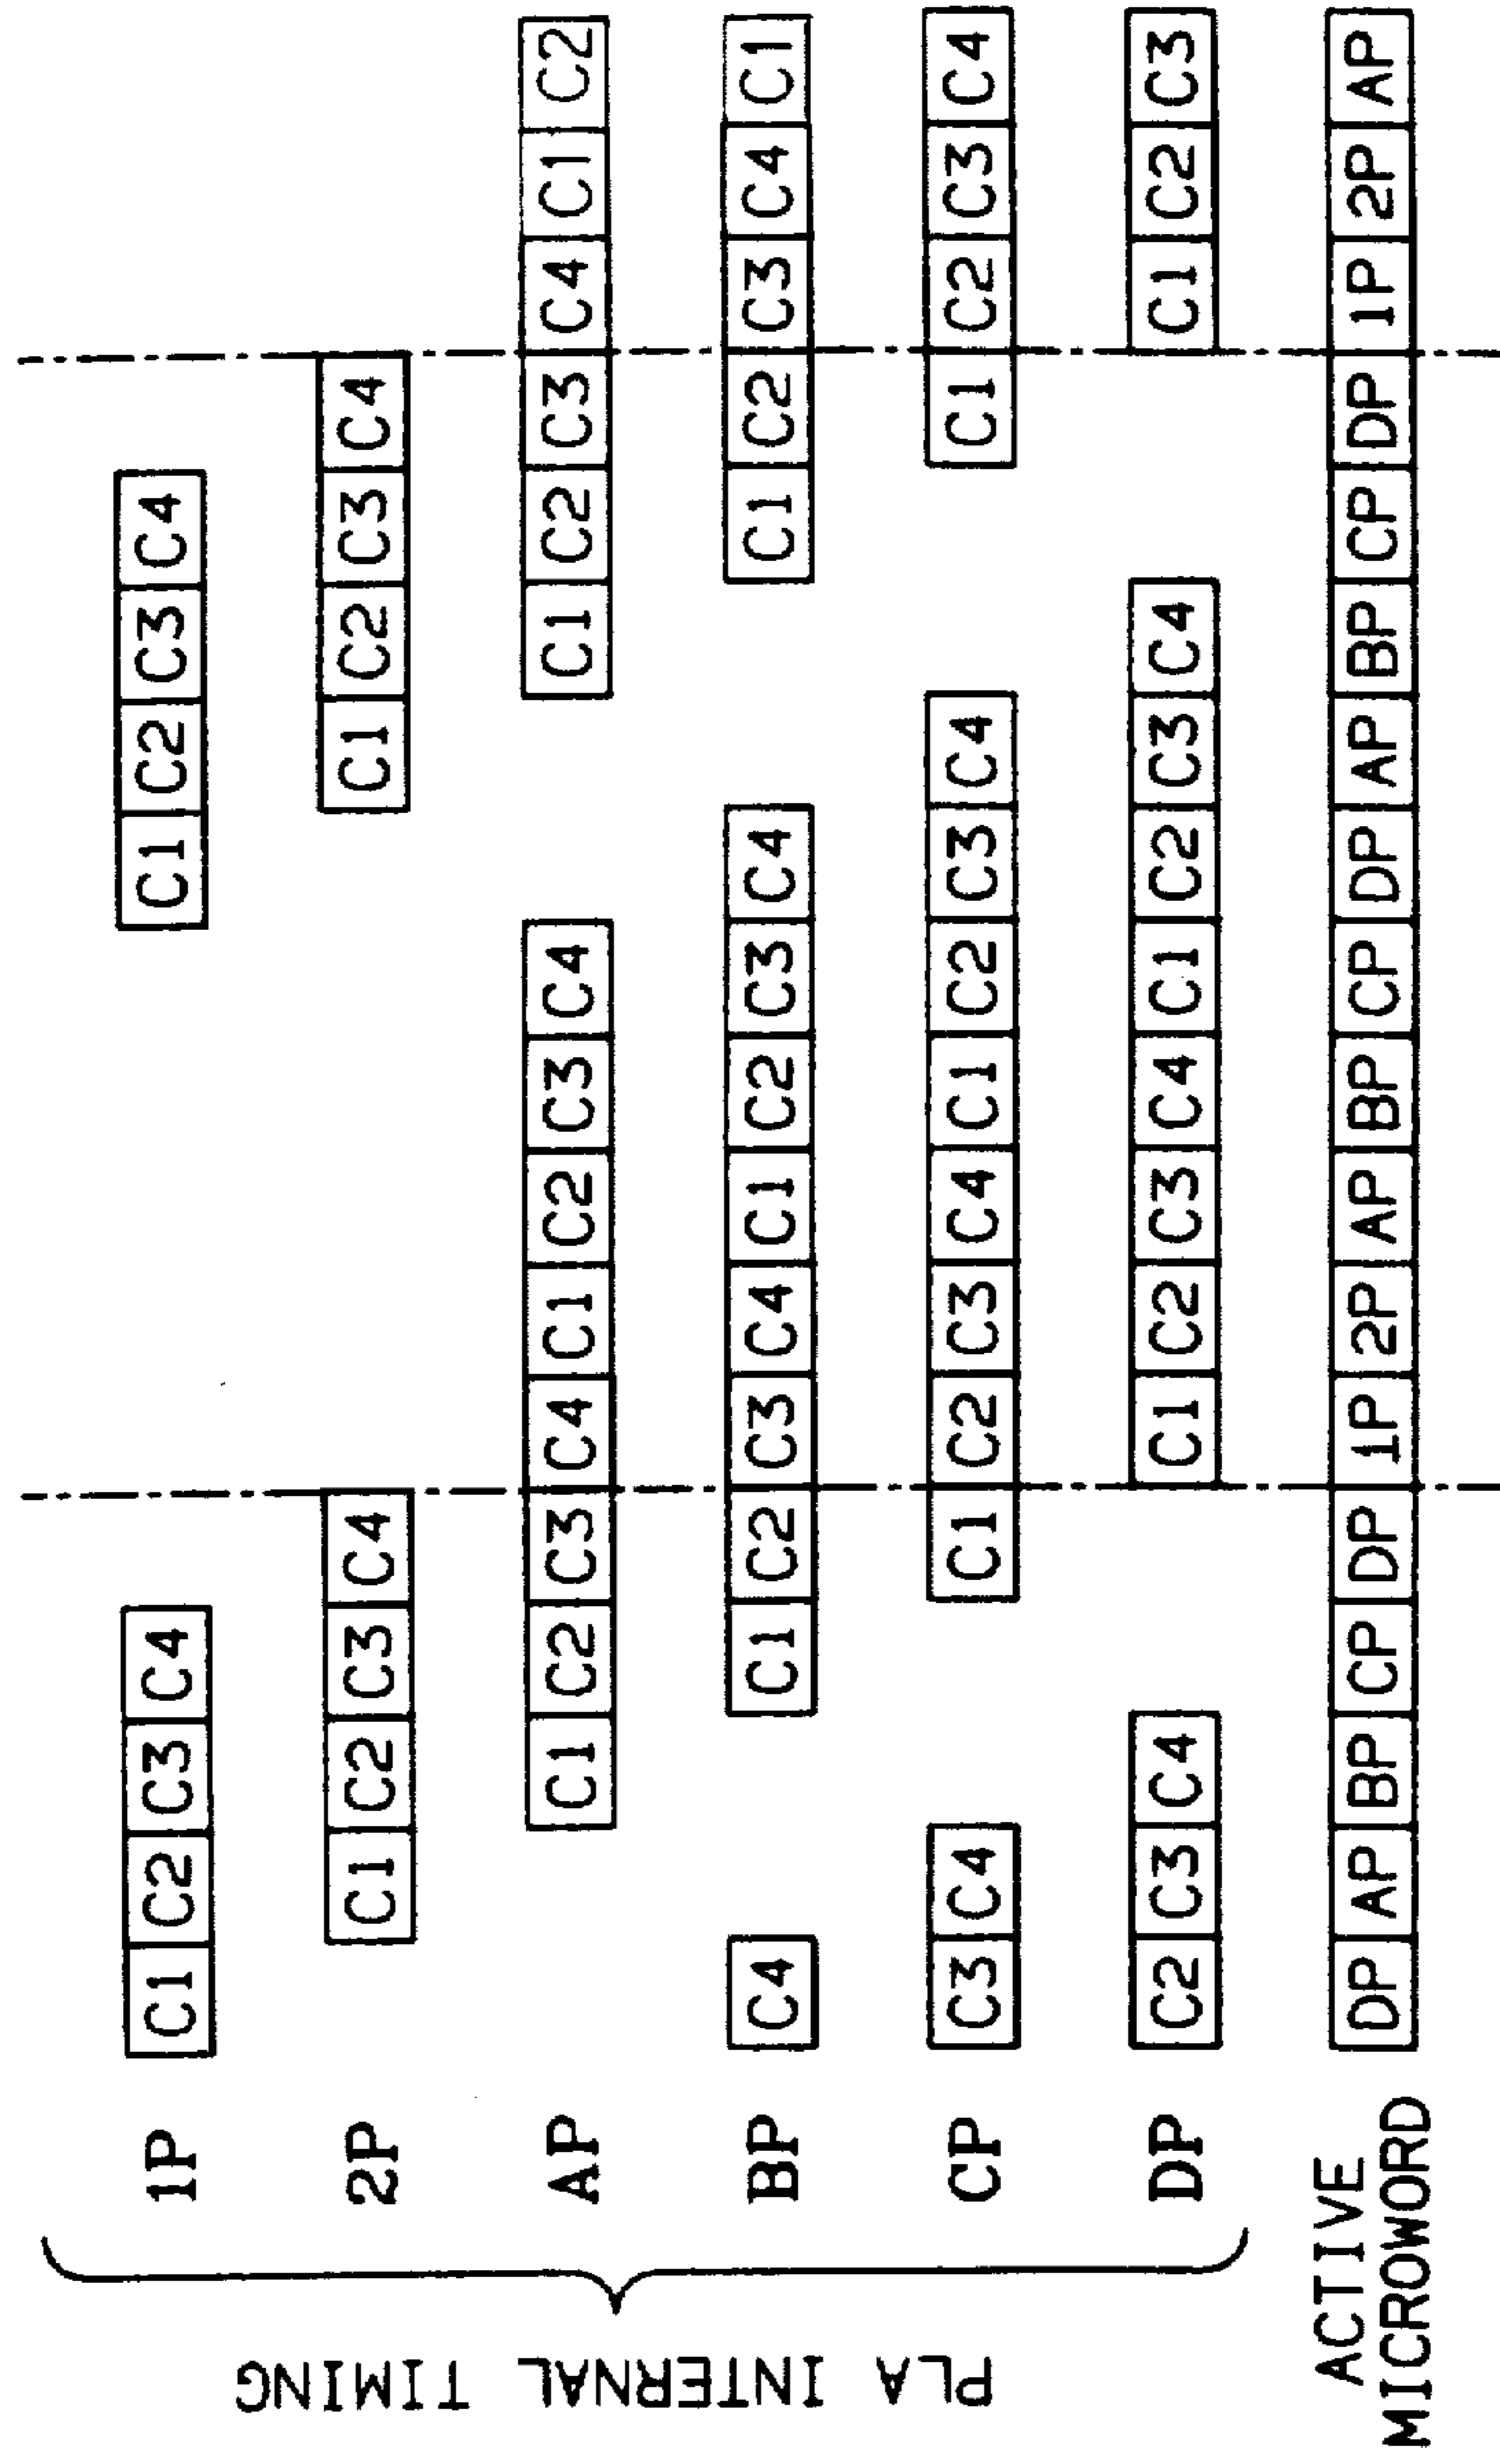 PLA INTERNAL TIMING
1P C1 C2 C3 C4 C1 C2 C3 C4
2P C1 C2 C3 C4 C1 C2 C3 C4
AP C1 C2 C3 C4 C1 C2 C3 C4 C1 C2 C3 C4 C1 C2
BP C4 C1 C2 C3 C4 C1 C2 C3 C4 C1 C2 C3 C4 C1
CP C3 C4 C1 C2 C3 C4 C1 C2 C3 C4 C1 C2 C3 C4
DP C2 C3 C4 C1 C2 C3 C4 C1 C2 C3 C4 C1 C2 C3
ACTIVE
MICROWORD DP AP BP CP DP 1P 2P AP BP CP DP AP BP CP DP 1P 2P AP